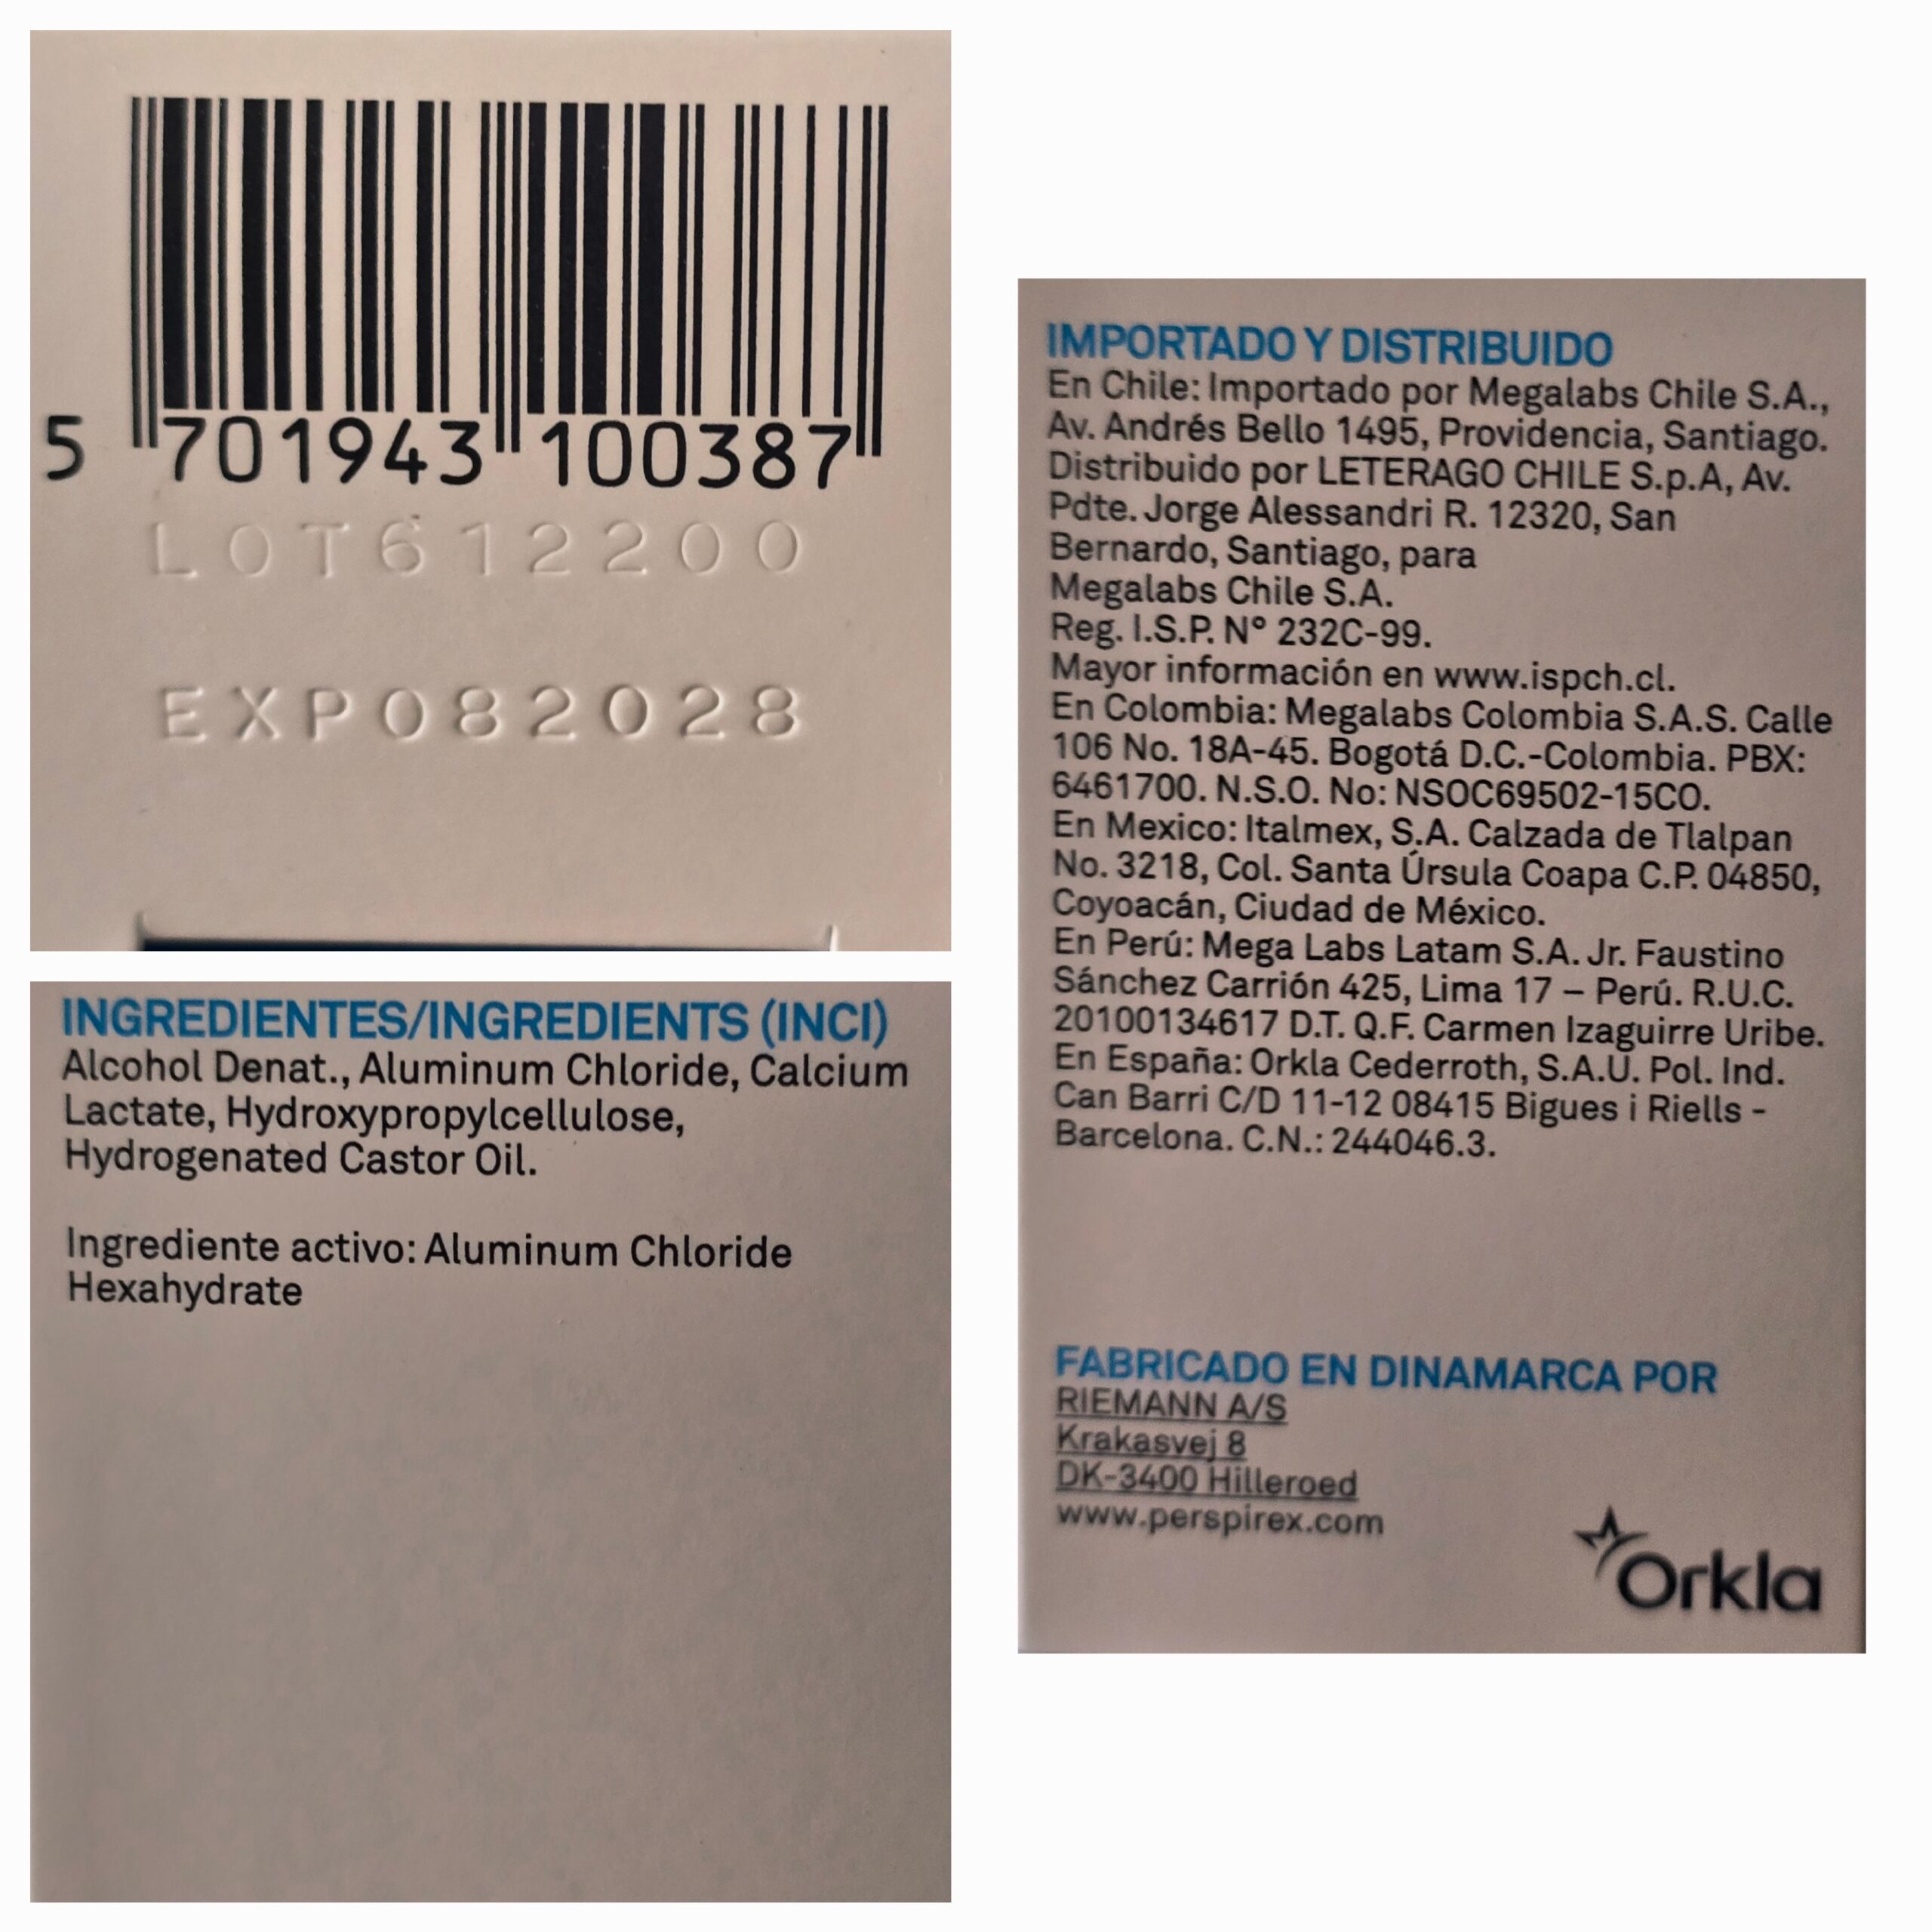 5 701943 100387
LOT612200
EXP082028
INGREDIENTES/INGREDIENTS (INCI)
Alcohol Denat., Aluminum Chloride, Calcium
Lactate, Hydroxypropylcellulose,
Hydrogenated Castor Oil.
Ingrediente activo: Aluminum Chloride
Hexahydrate
IMPORTADO Y DISTRIBUIDO
En Chile: Importado por Megalabs Chile S.A.,
Av. Andrés Bello 1495, Providencia, Santiago.
Distribuido por LETERAGO CHILE S.p.A, Av.
Pdte. Jorge Alessandri R. 12320, San
Bernardo, Santiago, para
Megalabs Chile S.A.
Reg. I.S.P. N° 232C-99.
Mayor información en www.ispch.cl.
En Colombia: Megalabs Colombia S.A.S. Calle
106 No. 18A-45. Bogotá D.C.-Colombia. PBX:
6461700. N.S.O. No: NSOC69502-15CO.
En Mexico: Italmex, S.A. Calzada de Tlalpan
No. 3218, Col. Santa Úrsula Coapa C.P. 04850,
Coyoacán, Ciudad de México.
En Perú: Mega Labs Latam S.A. Jr. Faustino
Sánchez Carrión 425, Lima 17 – Perú. R.U.C.
20100134617 D.T. Q.F. Carmen Izaguirre Uribe.
En España: Orkla Cederroth, S.A.U. Pol. Ind.
Can Barri C/D 11-12 08415 Bigues i Riells -
Barcelona. C.N.: 244046.3.
FABRICADO EN DINAMARCA POR
RIEMANN A/S
Krakasvej 8
DK-3400 Hilleroed
www.perspirex.com
Orkla